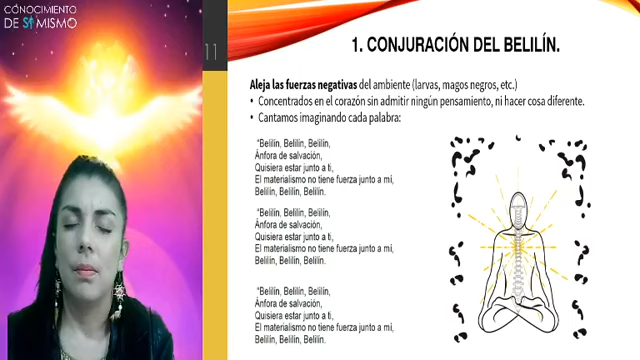 CONOCIMIENTO
DE SÍ MISMO
11
1. CONJURACIÓN DEL BELILÍN.
Aleja las fuerzas negativas del ambiente (larvas, magos negros, etc.)
• Concentrados en el corazón sin admitir ningún pensamiento, ni hacer cosa diferente.
• Cantamos imaginando cada palabra:
"Belilín, Belilín, Belilín,
Ánfora de salvación,
Quisiera estar junto a ti,
El materialismo no tiene fuerza junto a mí,
Belilín, Belilín, Belilín.
"Belilín, Belilín, Belilín,
Ánfora de salvación,
Quisiera estar junto a ti,
El materialismo no tiene fuerza junto a mí,
Belilín, Belilín, Belilín.
"Belilín, Belilín, Belilín,
Ánfora de salvación,
Quisiera estar junto a ti,
El materialismo no tiene fuerza junto a mí,
Belilín, Belilín, Belilín.